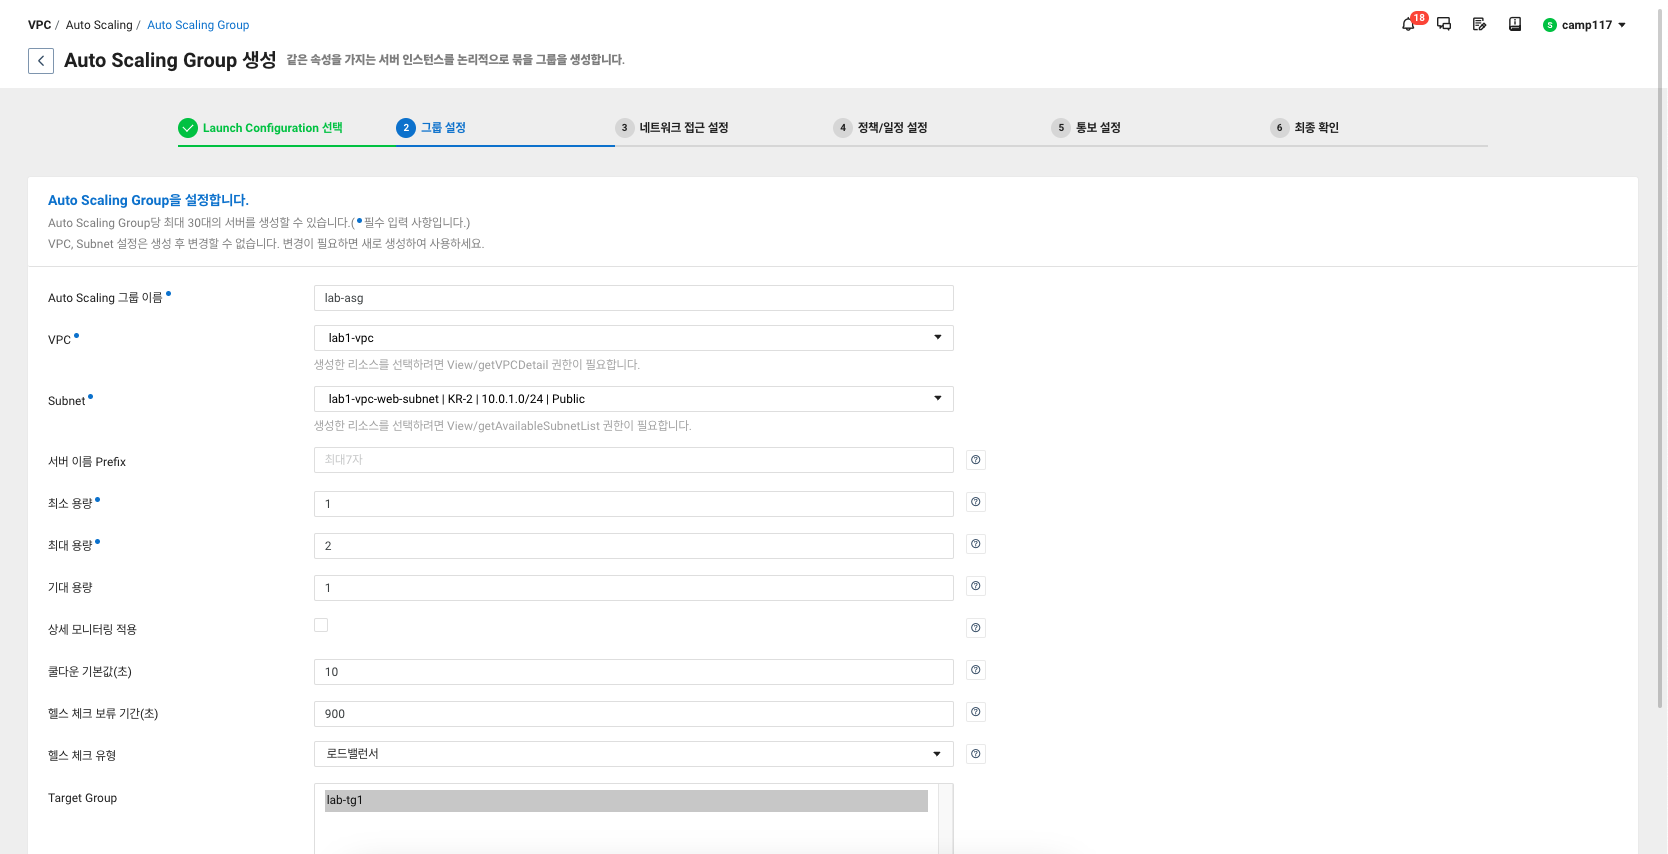 VPC / Auto Scaling / Auto Scaling Group
18
S camp117
Auto Scaling Group 생성 같은 속성을 가지는 서버 인스턴스를 논리적으로 묶을 그룹을 생성합니다.
Launch Configuration 선택
2 그룹 설정
3 네트워크 접근 설정
4 정책/일정 설정
5 통보 설정
6 최종 확인
Auto Scaling Group을 설정합니다.
Auto Scaling Group당 최대 30대의 서버를 생성할 수 있습니다.(•필수 입력 사항입니다.)
VPC, Subnet 설정은 생성 후 변경할 수 없습니다. 변경이 필요하면 새로 생성하여 사용하세요.
Auto Scaling 그룹 이름• lab-asg
VPC• lab1-vpc
생성한 리소스를 선택하려면 View/getVPCDetail 권한이 필요합니다.
Subnet• lab1-vpc-web-subnet | KR-2 | 10.0.1.0/24 | Public
생성한 리소스를 선택하려면 View/getAvailableSubnetList 권한이 필요합니다.
서버 이름 Prefix 최대7자
최소 용량• 1
최대 용량• 2
기대 용량 1
상세 모니터링 적용
쿨다운 기본값(초) 10
헬스 체크 보류 기간(초) 900
헬스 체크 유형 로드밸런서
Target Group lab-tg1